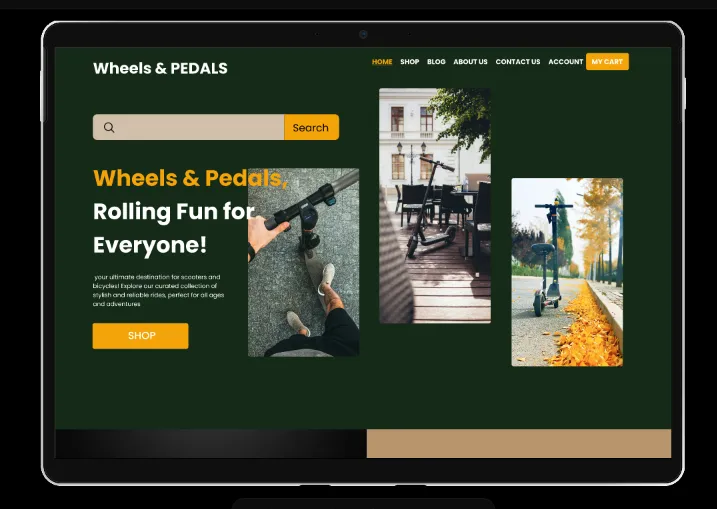 Wheels & PEDALS
HOME SHOP BLOG ABOUT US CONTACT US ACCOUNT MY CART
Search
Wheels & Pedals,
Rolling Fun for
Everyone!
your ultimate destination for scooters and
bicycles! Explore our curated collection of
stylish and reliable rides, perfect for all ages
and adventures
SHOP